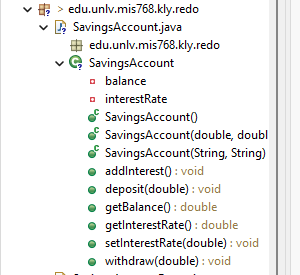 > edu.unlv.mis768.kly.redo
SavingsAccount.java
edu.unlv.mis768.kly.redo
SavingsAccount
balance
interestRate
SavingsAccount()
SavingsAccount(double, doubl
SavingsAccount(String, String)
addInterest() : void
deposit(double) : void
getBalance() : double
getInterestRate() : double
setInterestRate(double) : void
withdraw(double) : void